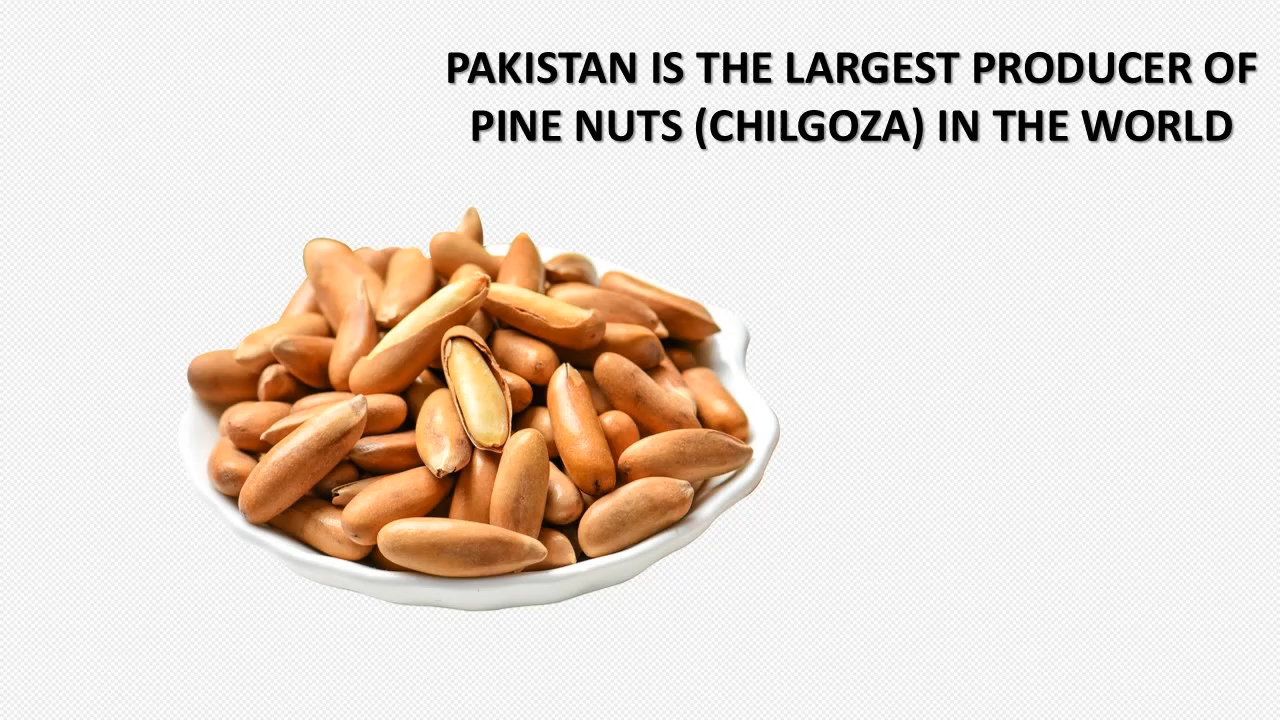 PAKISTAN IS THE LARGEST PRODUCER OF
PINE NUTS (CHILGOZA) IN THE WORLD